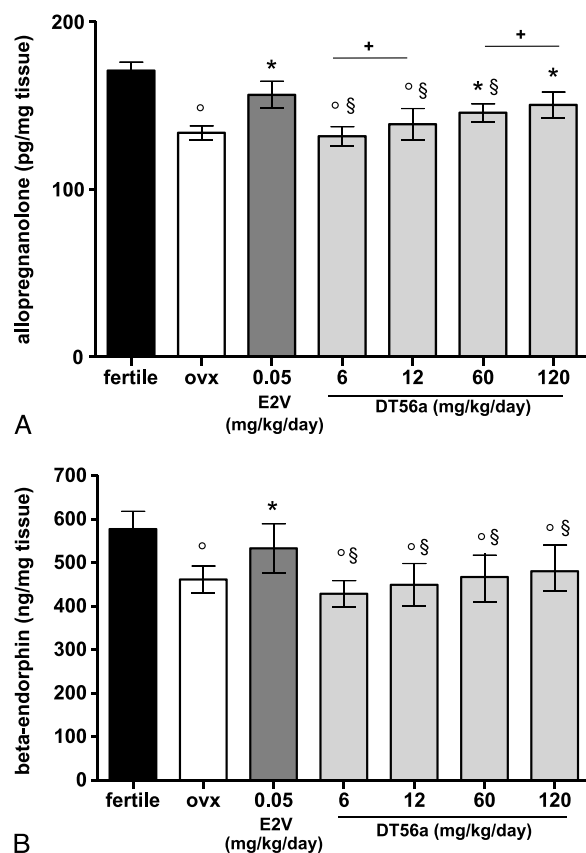 allopregnanolone (pg/mg tissue)
200
100
0
+
+
*
*
*
° 
° §
° §
§
fertile
ovx
0.05
6
12
60
120
E2V
(mg/kg/day)
DT56a (mg/kg/day)
A
beta-endorphin (ng/mg tissue)
700
600
500
400
300
200
100
0
°
*
° §
° §
° §
° §
fertile
ovx
0.05
6
12
60
120
E2V
(mg/kg/day)
DT56a (mg/kg/day)
B